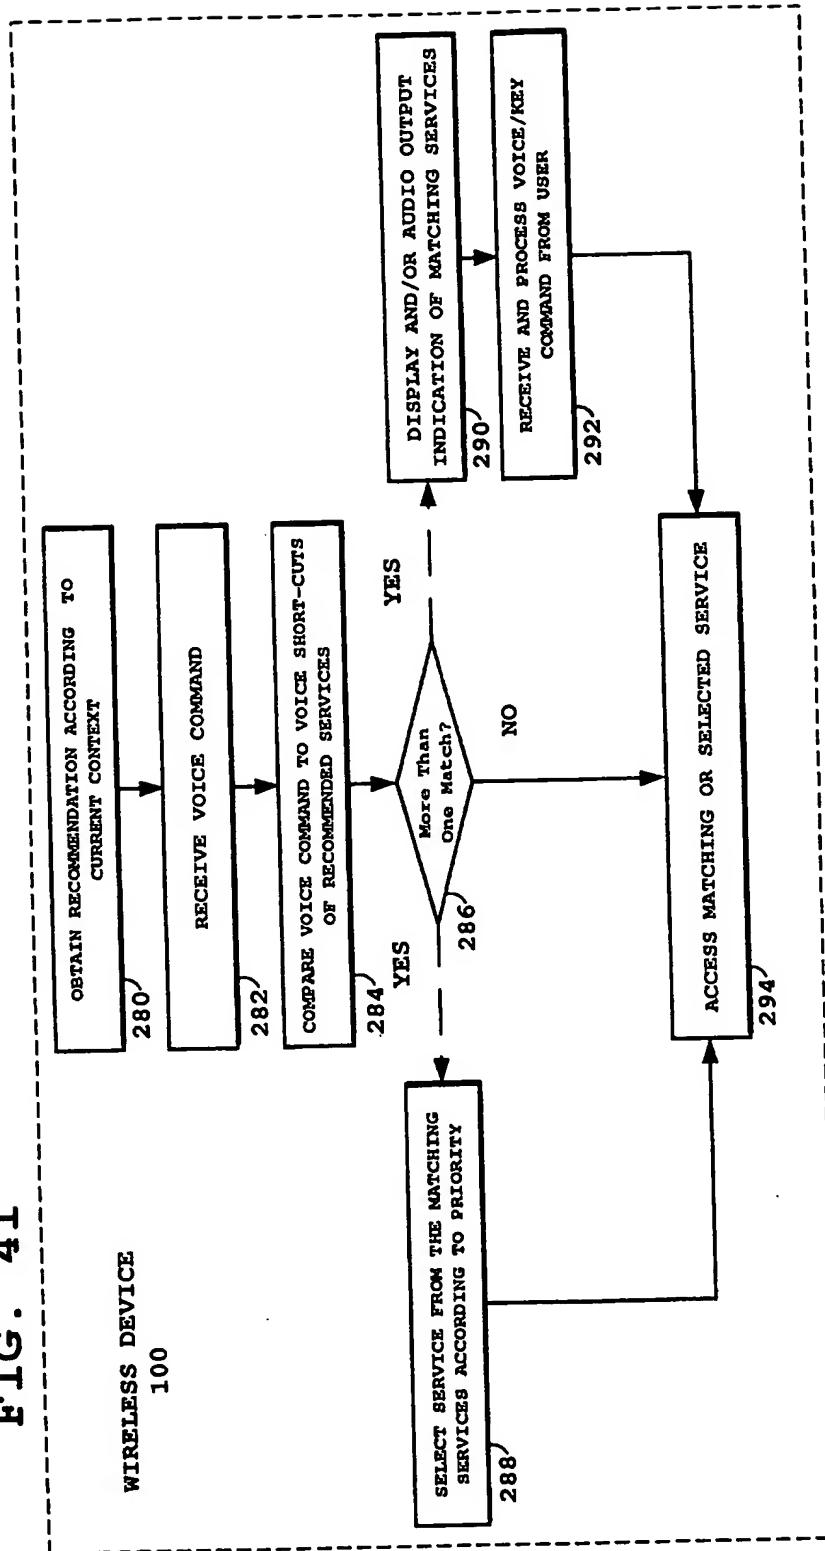 FIG. 4I
WIRELESS DEVICE
100
OBTAIN RECOMMENDATION ACCORDING TO
CURRENT CONTEXT
280
RECEIVE VOICE COMMAND
282
COMPARE VOICE COMMAND TO VOICE SHORT-CUTS
OF RECOMMENDED SERVICES
284
YES
More Than
One Match?
286
YES
NO
SELECT SERVICE FROM THE MATCHING
SERVICES ACCORDING TO PRIORITY
288
DISPLAY AND/OR AUDIO OUTPUT
INDICATION OF MATCHING SERVICES
290
RECEIVE AND PROCESS VOICE/KEY
COMMAND FROM USER
292
ACCESS MATCHING OR SELECTED SERVICE
294